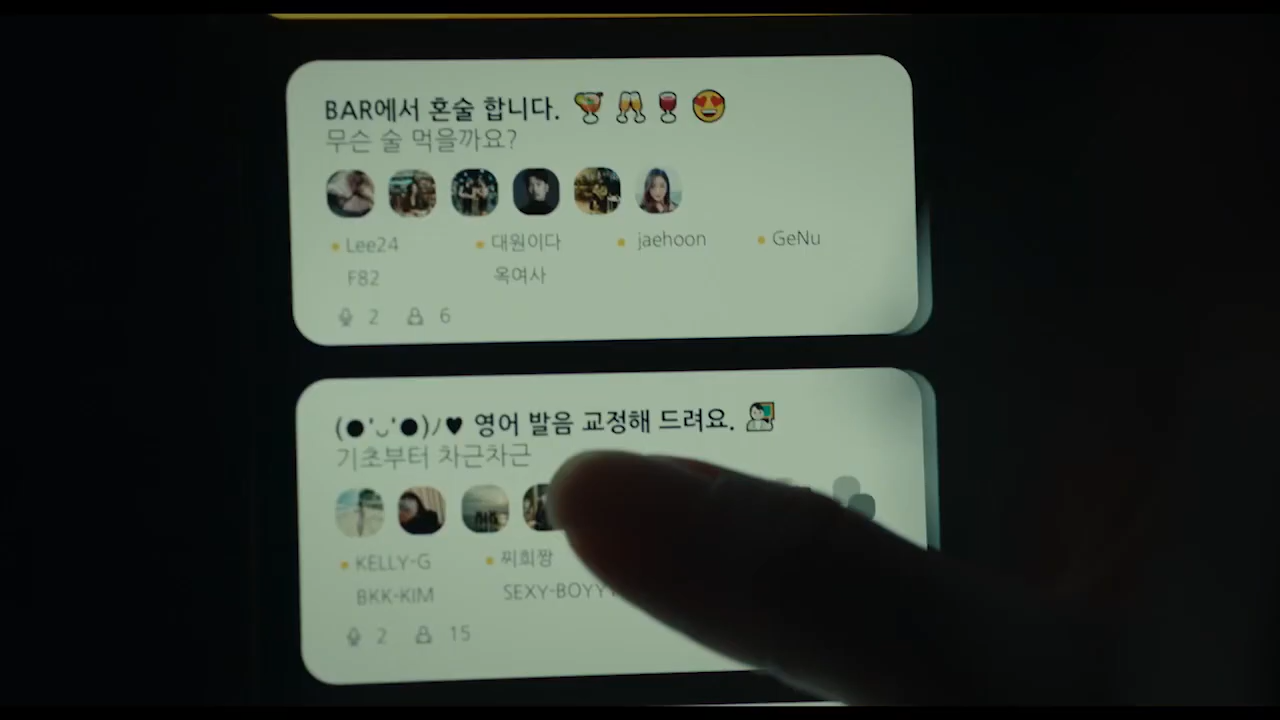 BAR에서 혼술 합니다. 🍹 🥂 🍷 😍
무슨 술 먹을까요?
Lee24 대원이다 jaehoon GeNu
F82 옥여사
2 6
(●'◡'●)ﾉ♥ 영어 발음 교정해 드려요. 🧑‍🏫
기초부터 차근차근
KELLY-G 찌희짱
BKK-KIM
2 15